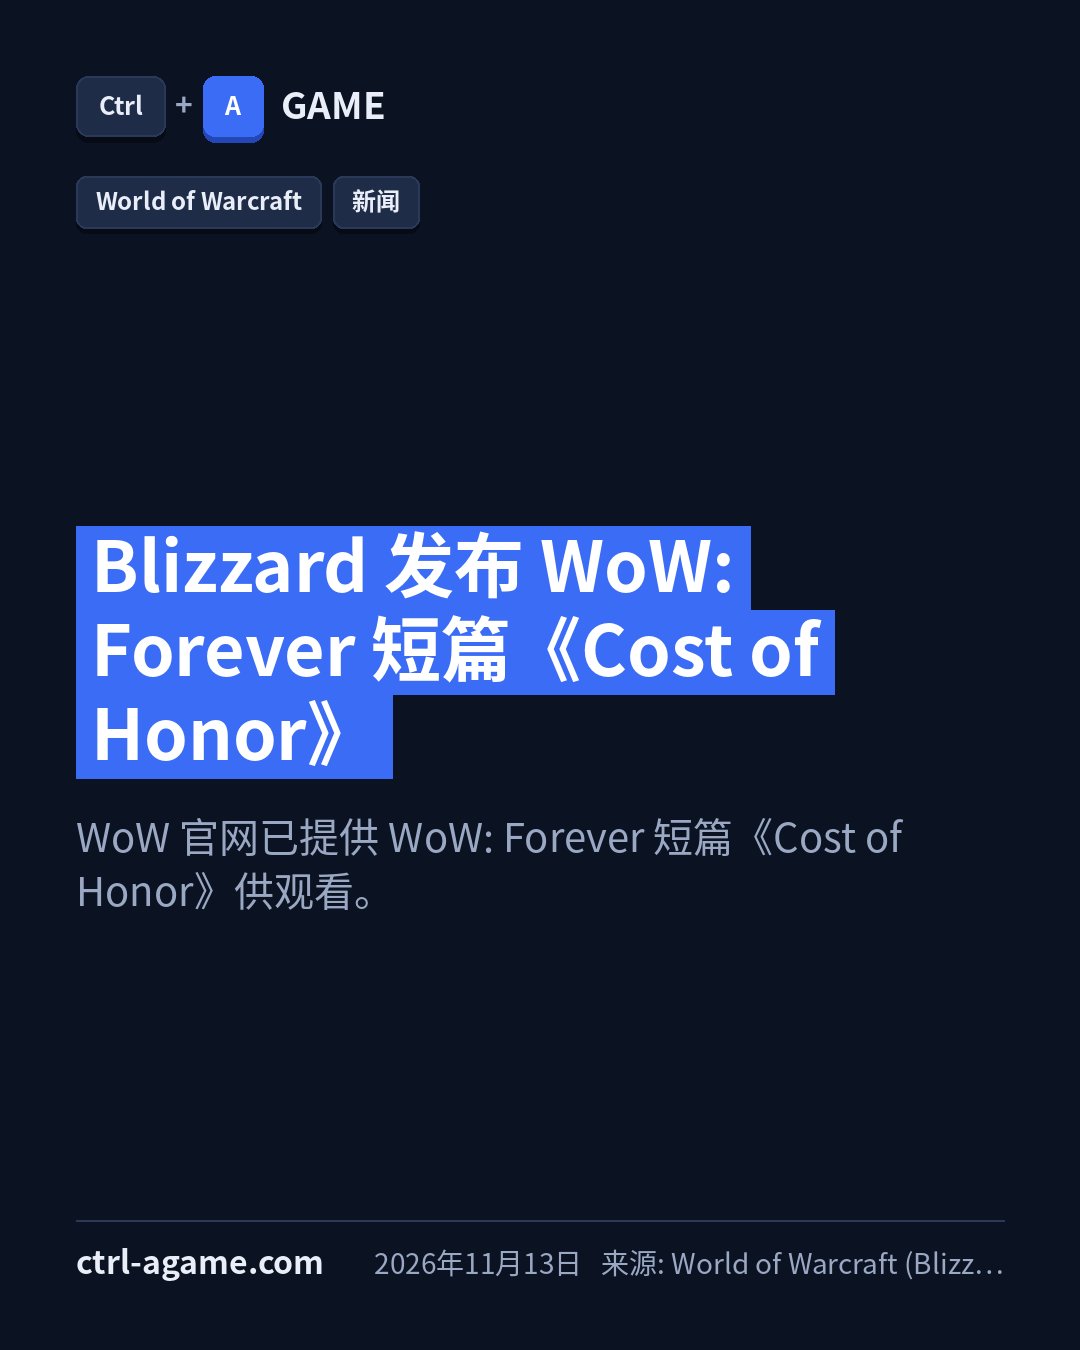 Ctrl + A GAME
World of Warcraft 新闻
Blizzard 发布 WoW:
Forever 短篇《Cost of
Honor》
WoW 官网已提供 WoW: Forever 短篇《Cost of
Honor》供观看。
ctrl-agame.com 2026年11月13日 来源: World of Warcraft (Blizz…